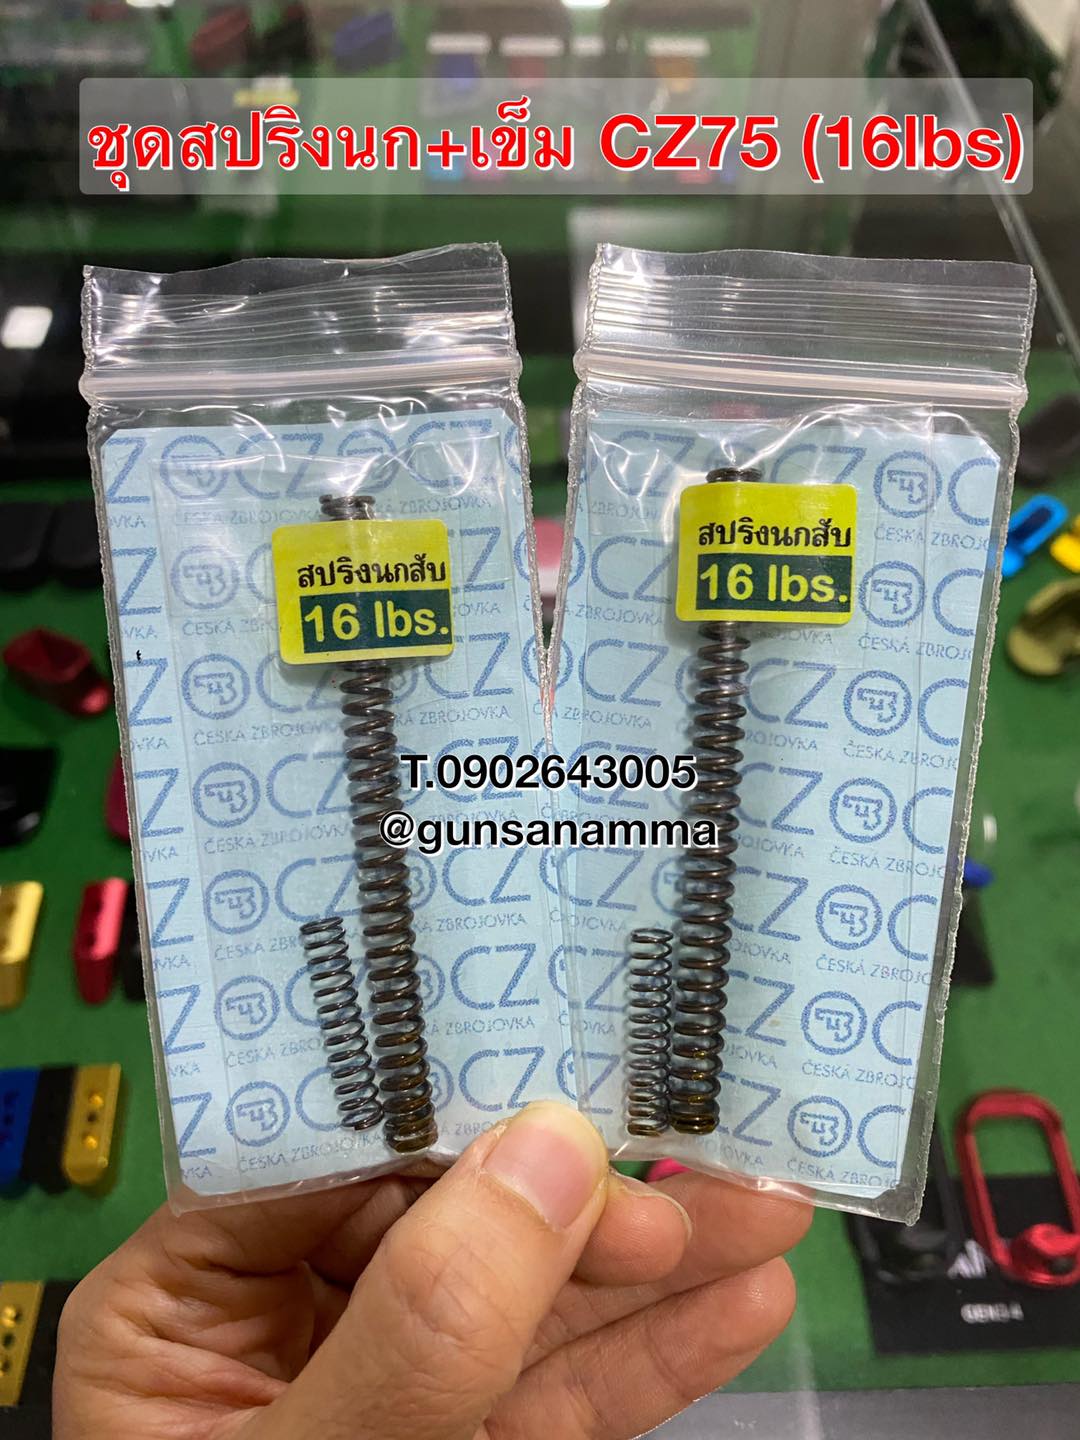 ชุดสปริงนก+เข็ม CZ75 (16lbs)
สปริงนกสับ
16 lbs.
สปริงนกสับ
16 lbs.
T.0902643005
@gunsanamma
CZ
ČESKÁ ZBROJOVKA